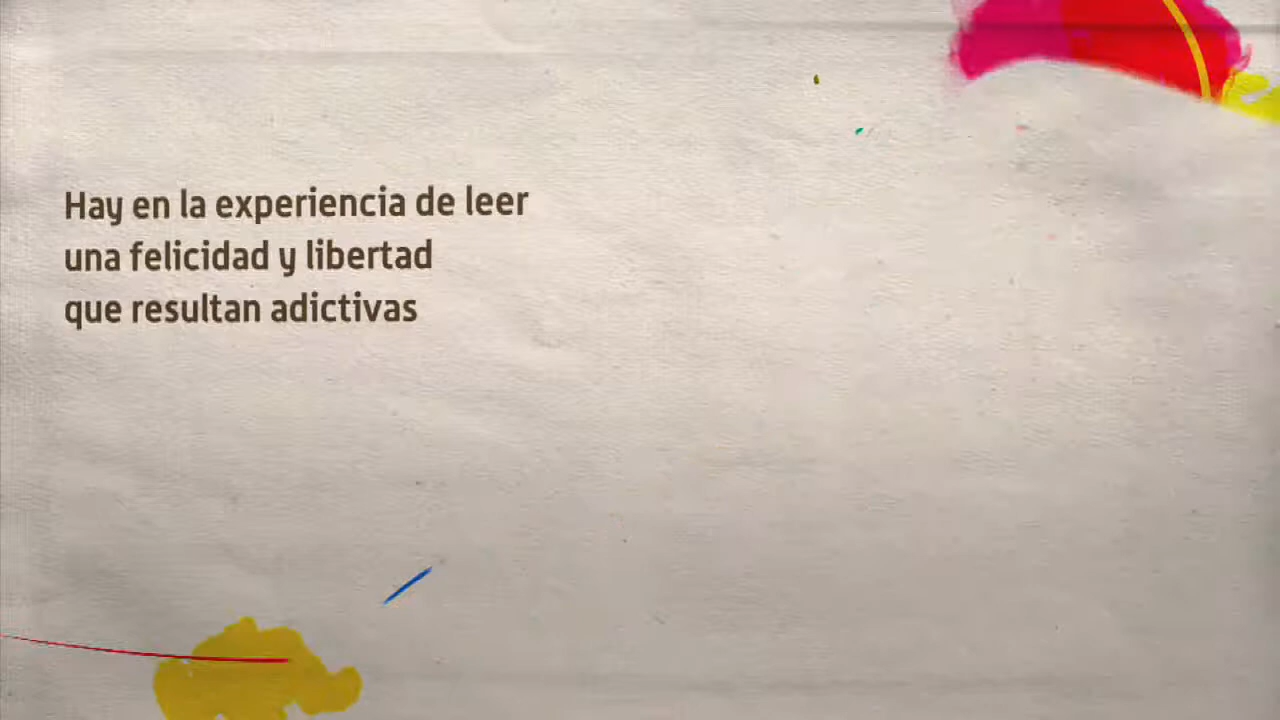 Hay en la experiencia de leer
una felicidad y libertad
que resultan adictivas